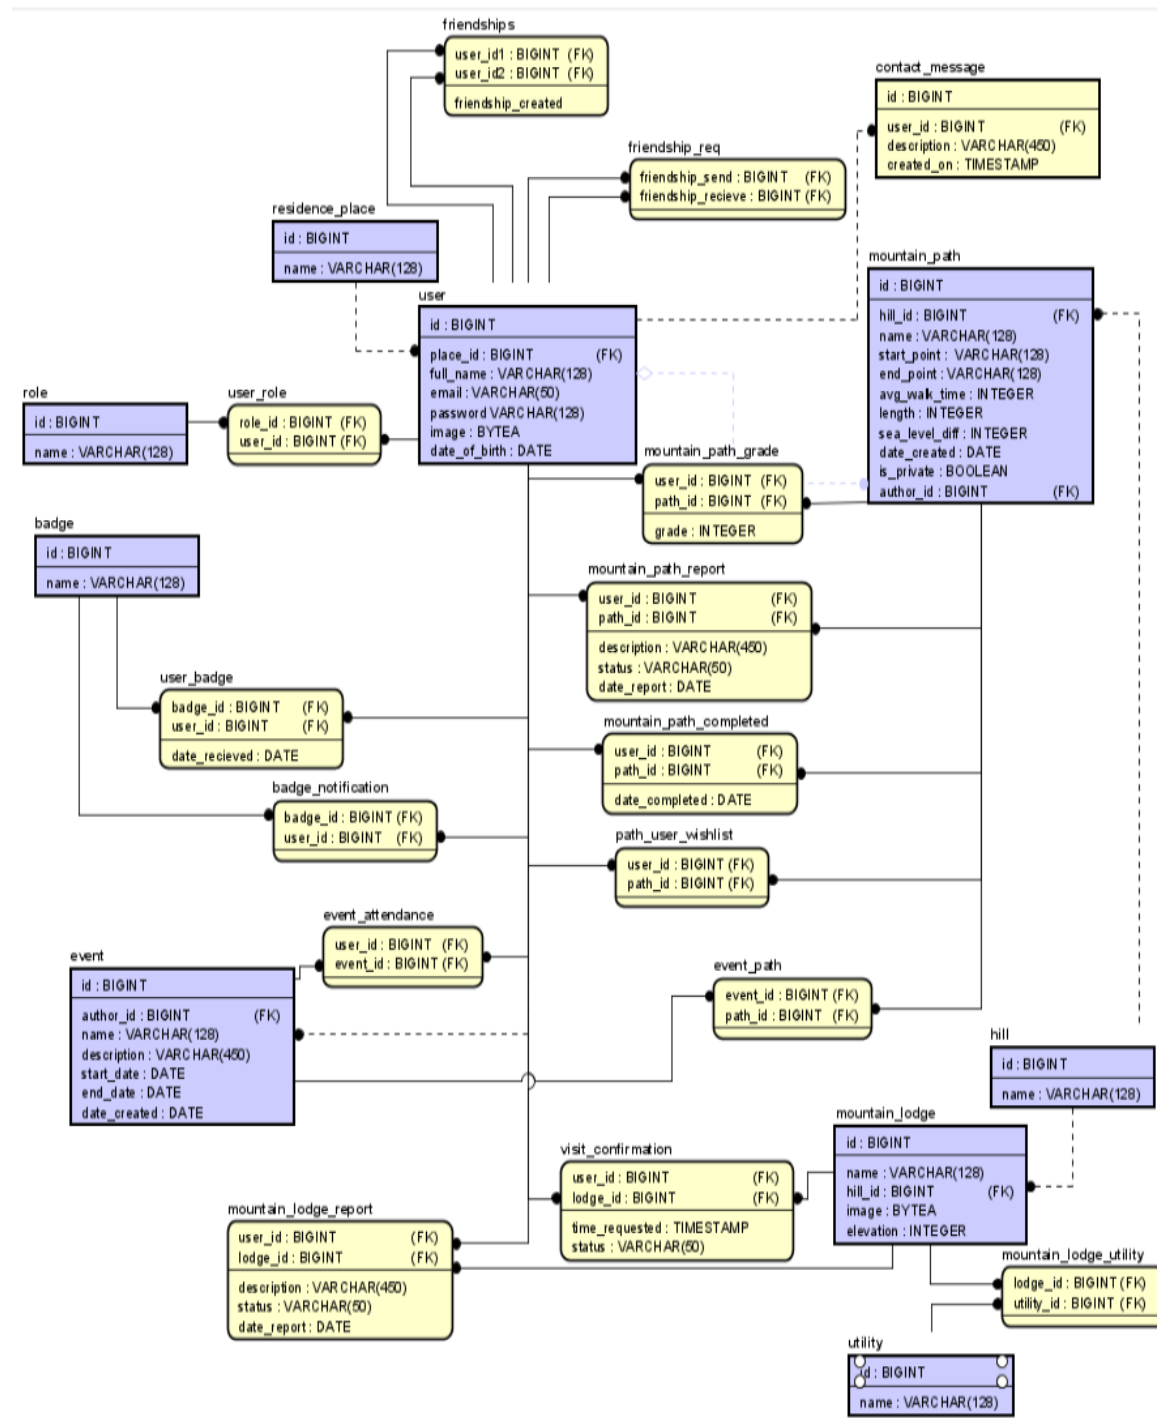 friendships
user_id1 : BIGINT (FK)
user_id2 : BIGINT (FK)
friendship_created
contact_message
id : BIGINT
user_id : BIGINT (FK)
description : VARCHAR(450)
created_on : TIMESTAMP
friendship_req
friendship_send : BIGINT (FK)
friendship_recieve : BIGINT (FK)
residence_place
id : BIGINT
name : VARCHAR(128)
mountain_path
id : BIGINT
hill_id : BIGINT (FK)
name : VARCHAR(128)
start_point : VARCHAR(128)
end_point : VARCHAR(128)
avg_walk_time : INTEGER
length : INTEGER
sea_level_diff : INTEGER
date_created : DATE
is_private : BOOLEAN
author_id : BIGINT (FK)
user
id : BIGINT
place_id : BIGINT (FK)
full_name : VARCHAR(128)
email : VARCHAR(50)
password VARCHAR(128)
image : BYTEA
date_of_birth : DATE
role
id : BIGINT
name : VARCHAR(128)
user_role
role_id : BIGINT (FK)
user_id : BIGINT (FK)
mountain_path_grade
user_id : BIGINT (FK)
path_id : BIGINT (FK)
grade : INTEGER
badge
id : BIGINT
name : VARCHAR(128)
mountain_path_report
user_id : BIGINT (FK)
path_id : BIGINT (FK)
description : VARCHAR(450)
status : VARCHAR(50)
date_report : DATE
user_badge
badge_id : BIGINT (FK)
user_id : BIGINT (FK)
date_recieved : DATE
mountain_path_completed
user_id : BIGINT (FK)
path_id : BIGINT (FK)
date_completed : DATE
badge_notification
badge_id : BIGINT (FK)
user_id : BIGINT (FK)
path_user_wishlist
user_id : BIGINT (FK)
path_id : BIGINT (FK)
event_attendance
user_id : BIGINT (FK)
event_id : BIGINT (FK)
event
id : BIGINT
author_id : BIGINT (FK)
name : VARCHAR(128)
description : VARCHAR(450)
start_date : DATE
end_date : DATE
date_created : DATE
event_path
event_id : BIGINT (FK)
path_id : BIGINT (FK)
hill
id : BIGINT
name : VARCHAR(128)
mountain_lodge
id : BIGINT
name : VARCHAR(128)
hill_id : BIGINT (FK)
image : BYTEA
elevation : INTEGER
visit_confirmation
user_id : BIGINT (FK)
lodge_id : BIGINT (FK)
time_requested : TIMESTAMP
status : VARCHAR(50)
mountain_lodge_report
user_id : BIGINT (FK)
lodge_id : BIGINT (FK)
description : VARCHAR(450)
status : VARCHAR(50)
date_report : DATE
mountain_lodge_utility
lodge_id : BIGINT (FK)
utility_id : BIGINT (FK)
utility
id : BIGINT
name : VARCHAR(128)